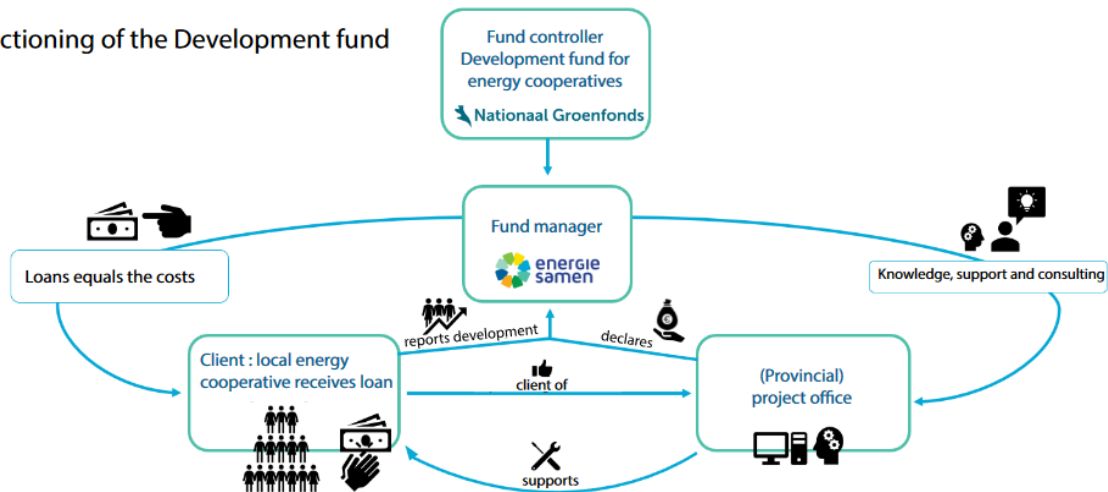 ctioning of the Development fund
Fund controller
Development fund for
energy cooperatives
Nationaal Groenfonds
Fund manager
energie
samen
Loans equals the costs
Knowledge, support and consulting
reports development
declares
Client : local energy
cooperative receives loan
client of
(Provincial)
project office
supports